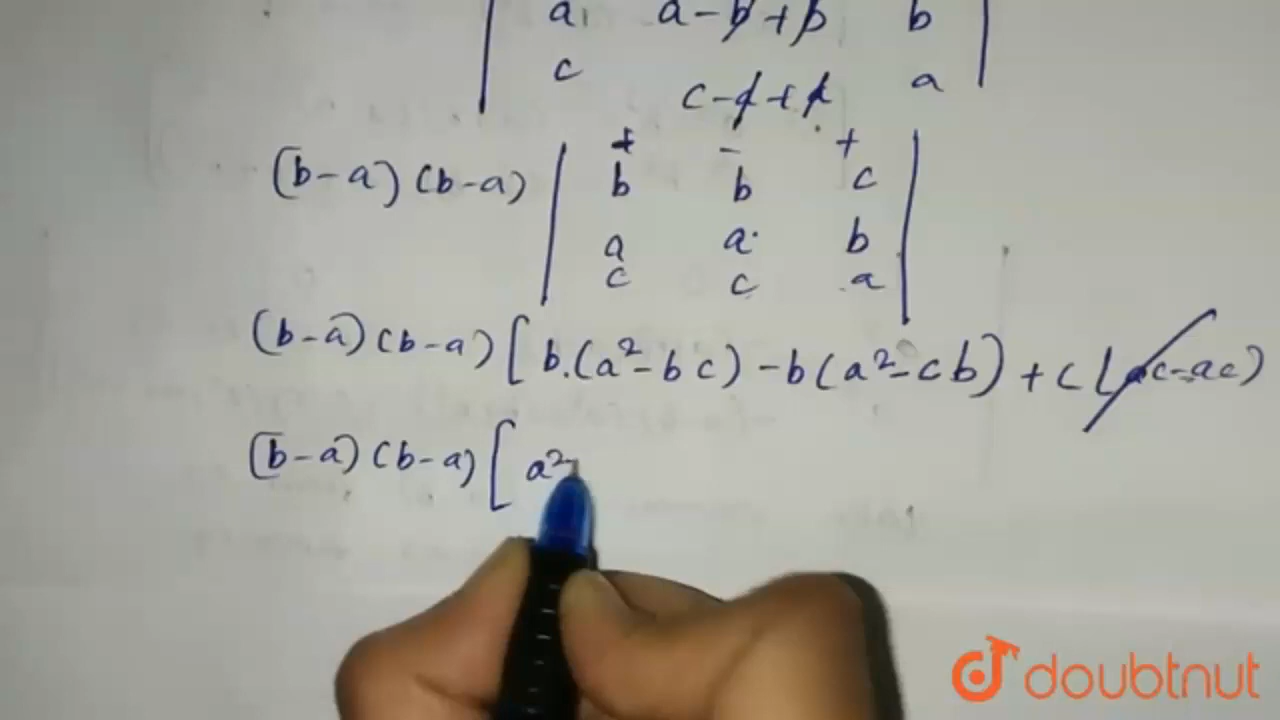 a a-b+b b
c c-a+a a
+ - +
(b-a) (b-a) b b c
a a b
c c a
(b-a) (b-a) [b.(a²-bc) -b(a²-cb) + c(ac-ac)
(b-a) (b-a) [a²-
doubtnut